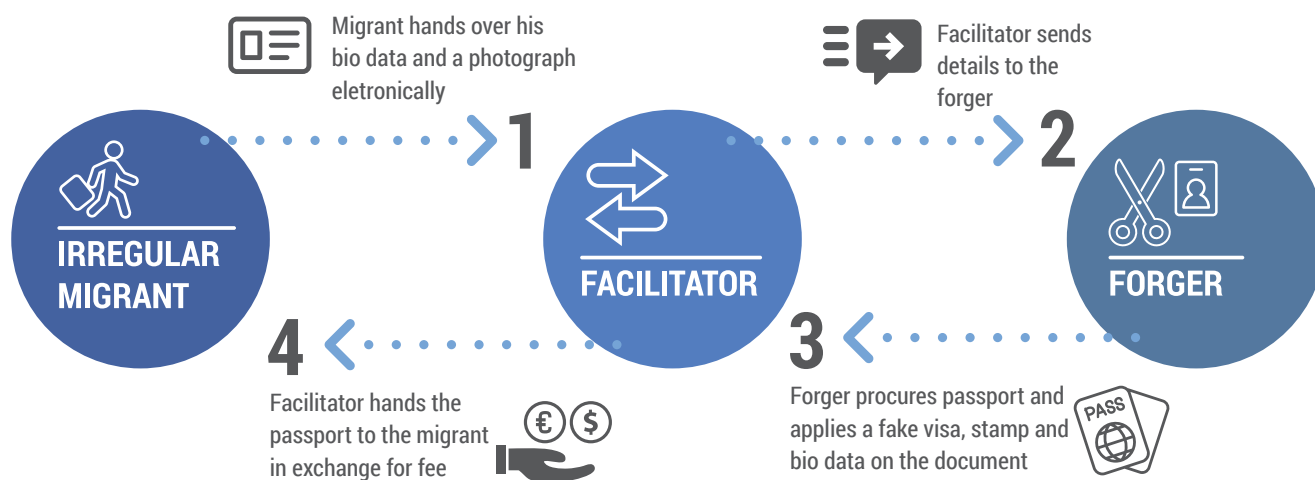 Migrant hands over his
bio data and a photograph
eletronically
1
Facilitator sends
details to the
forger
2
IRREGULAR
MIGRANT
FACILITATOR
FORGER
4
Facilitator hands the
passport to the migrant
in exchange for fee
€ $
3
Forger procures passport and
applies a fake visa, stamp and
bio data on the document
PASS